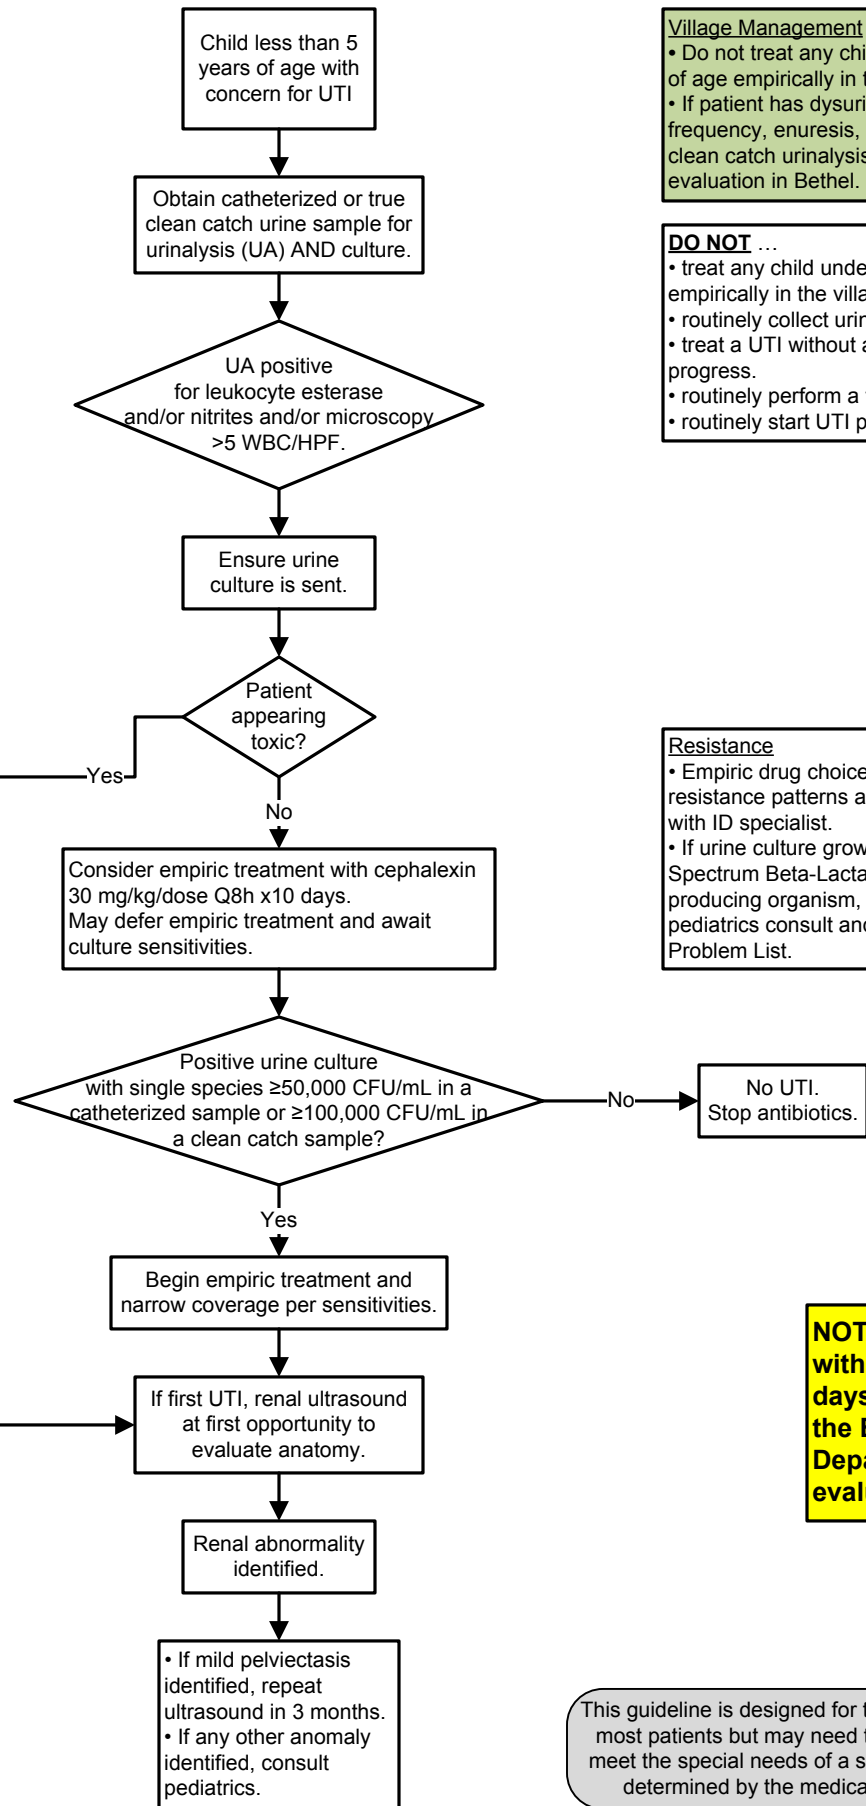 Child less than 5
years of age with
concern for UTI
Obtain catheterized or true
clean catch urine sample for
urinalysis (UA) AND culture.
UA positive
for leukocyte esterase
and/or nitrites and/or microscopy
>5 WBC/HPF.
Ensure urine
culture is sent.
Patient
appearing
toxic?
Yes
No
Consider empiric treatment with cephalexin
30 mg/kg/dose Q8h x10 days.
May defer empiric treatment and await
culture sensitivities.
Positive urine culture
with single species ≥50,000 CFU/mL in a
catheterized sample or ≥100,000 CFU/mL in
a clean catch sample?
No
No UTI.
Stop antibiotics.
Yes
Begin empiric treatment and
narrow coverage per sensitivities.
If first UTI, renal ultrasound
at first opportunity to
evaluate anatomy.
Renal abnormality
identified.
• If mild pelviectasis
identified, repeat
ultrasound in 3 months.
• If any other anomaly
identified, consult
pediatrics.
Village Management
• Do not treat any chi
of age empirically in t
• If patient has dysuri
frequency, enuresis,
clean catch urinalysis
evaluation in Bethel.
DO NOT …
• treat any child unde
empirically in the villa
• routinely collect urin
• treat a UTI without a
progress.
• routinely perform a
• routinely start UTI p
Resistance
• Empiric drug choice
resistance patterns a
with ID specialist.
• If urine culture grow
Spectrum Beta-Lacta
producing organism,
pediatrics consult and
Problem List.
NOT
with
days
the E
Depa
evalu
This guideline is designed for t
most patients but may need t
meet the special needs of a s
determined by the medica